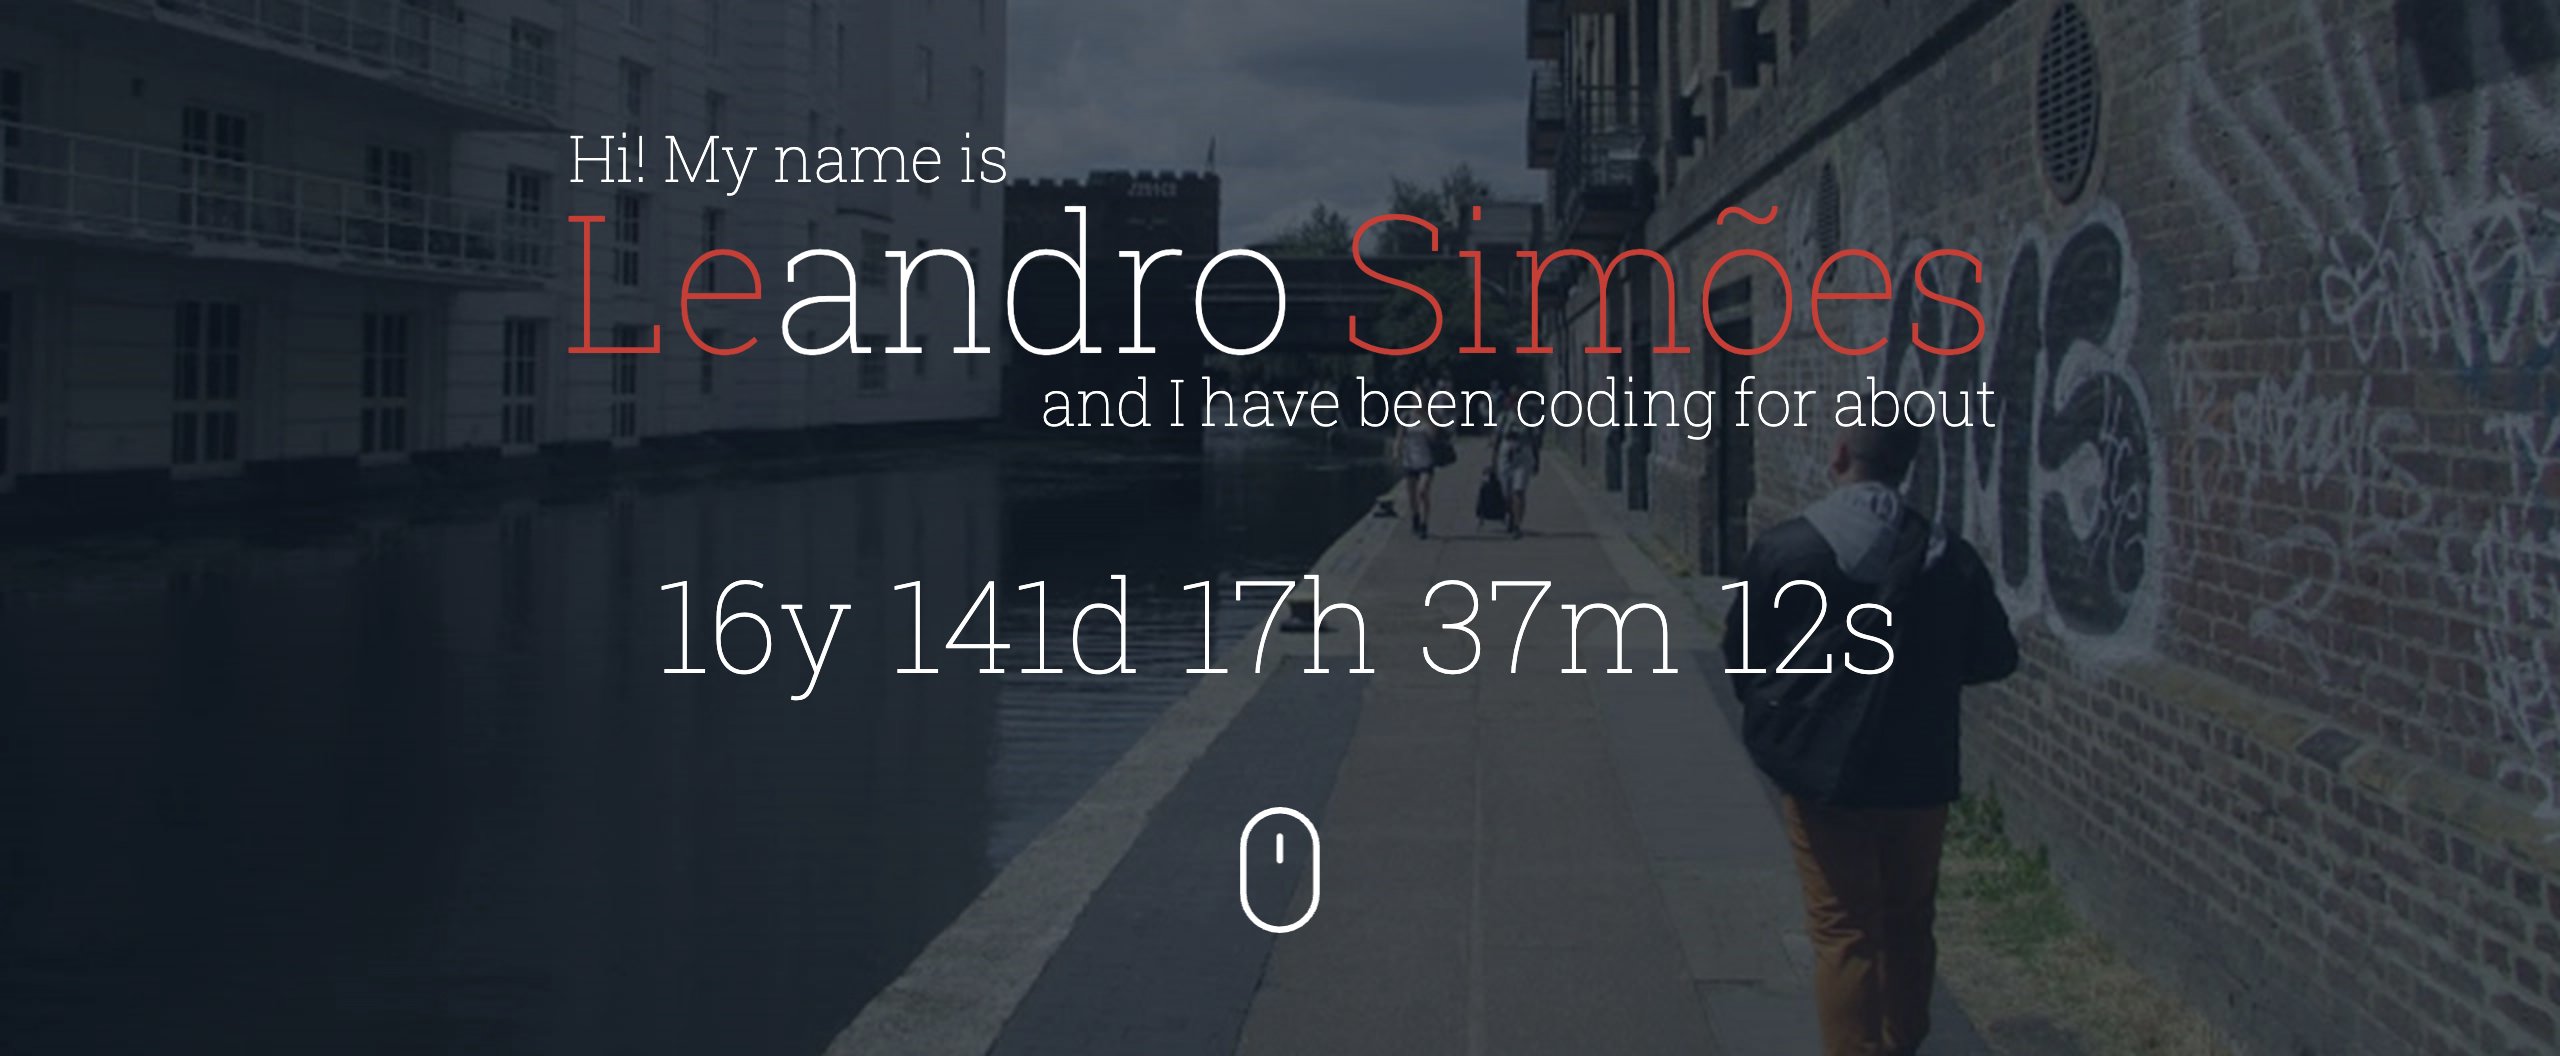 Hi! My name is
Leandro Simões
and I have been coding for about
16y 141d 17h 37m 12s